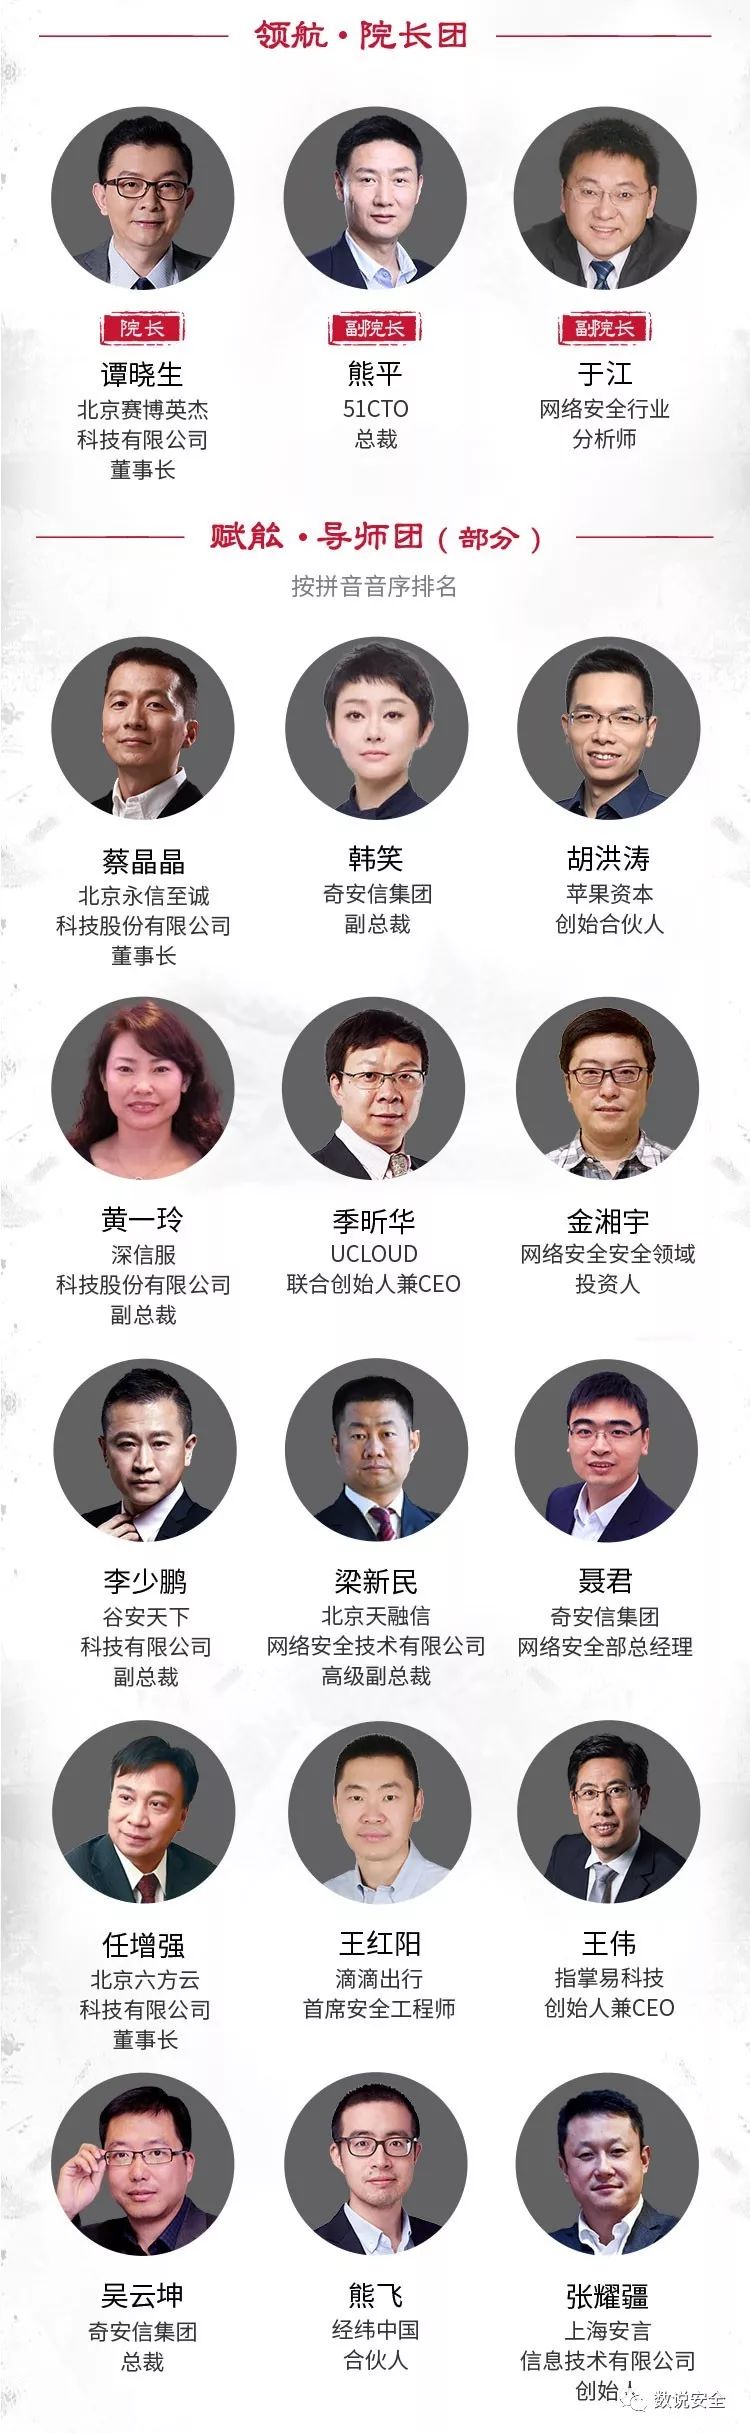 领航·院长团
院长
谭晓生
北京赛博英杰
科技有限公司
董事长
副院长
熊平
51CTO
总裁
副院长
于江
网络安全行业
分析师
赋能·导师团（部分）
按拼音音序排名
蔡晶晶
北京永信至诚
科技股份有限公司
董事长
韩笑
奇安信集团
副总裁
胡洪涛
苹果资本
创始合伙人
黄一玲
深信服
科技股份有限公司
副总裁
季昕华
UCLOUD
联合创始人兼CEO
金湘宇
网络安全安全领域
投资人
李少鹏
谷安天下
科技有限公司
副总裁
梁新民
北京天融信
网络安全技术有限公司
高级副总裁
聂君
奇安信集团
网络安全部总经理
任增强
北京六方云
科技有限公司
董事长
王红阳
滴滴出行
首席安全工程师
王伟
指掌易科技
创始人兼CEO
吴云坤
奇安信集团
总裁
熊飞
经纬中国
合伙人
张耀疆
上海安言
信息技术有限公司
创始人
数说安全